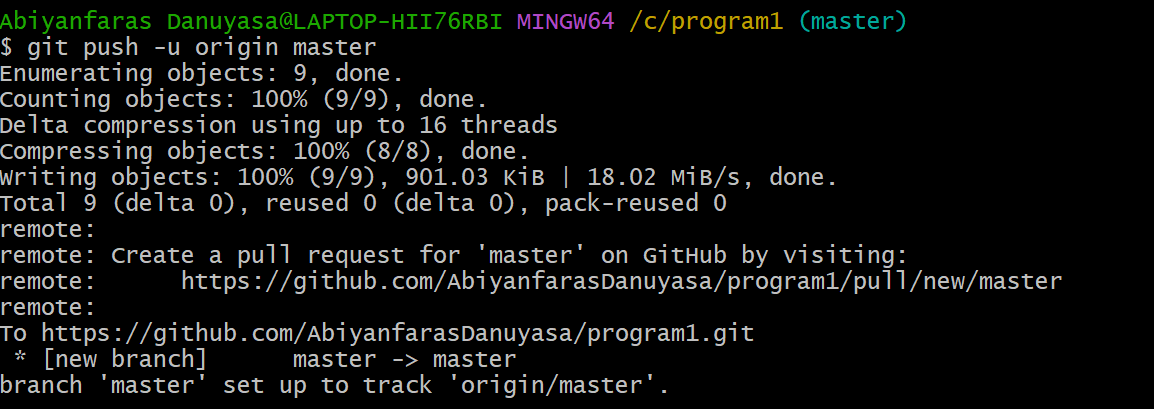 Abiyanfaras Danuyasa@LAPTOP-HII76RBI MINGW64 /c/program1 (master)
$ git push -u origin master
Enumerating objects: 9, done.
Counting objects: 100% (9/9), done.
Delta compression using up to 16 threads
Compressing objects: 100% (8/8), done.
Writing objects: 100% (9/9), 901.03 KiB | 18.02 MiB/s, done.
Total 9 (delta 0), reused 0 (delta 0), pack-reused 0
remote:
remote: Create a pull request for 'master' on GitHub by visiting:
remote:      https://github.com/AbiyanfarasDanuyasa/program1/pull/new/master
remote:
To https://github.com/AbiyanfarasDanuyasa/program1.git
 * [new branch]      master -> master
branch 'master' set up to track 'origin/master'.